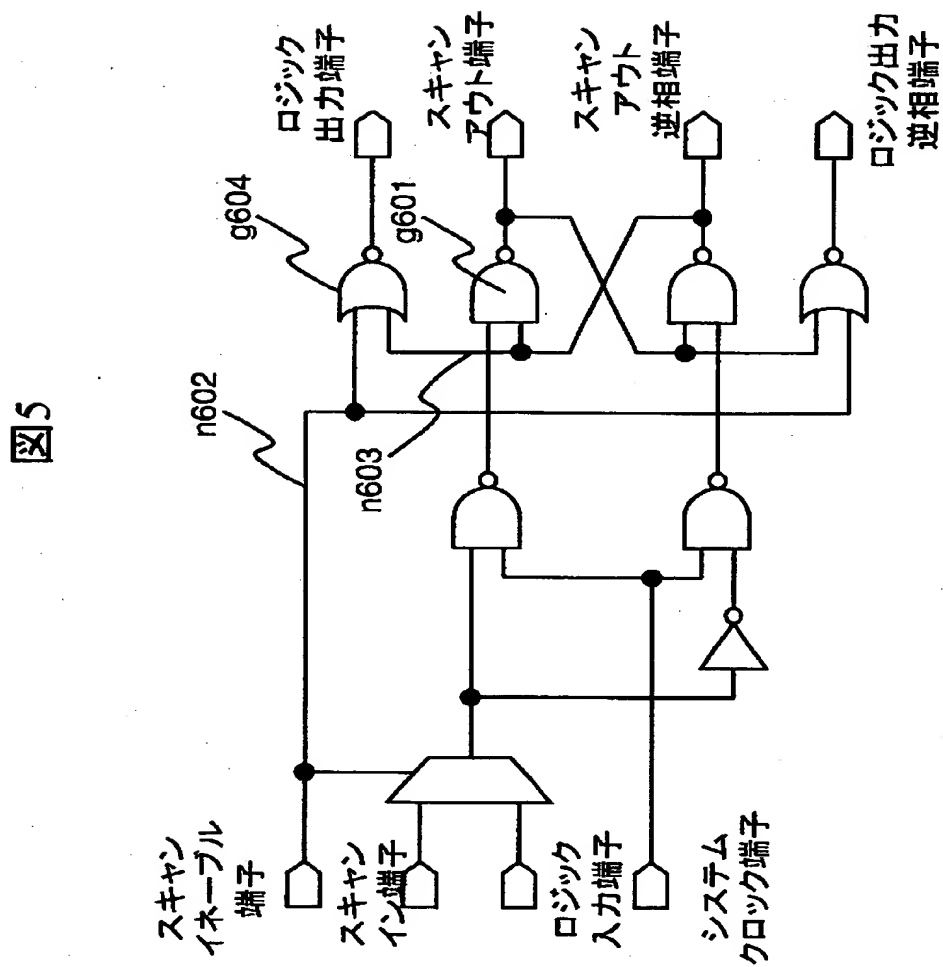 図5
スキャン
イネーブル
端子
スキャン
イン端子
ロジック
入力端子
システム
クロック端子
n602
n603
g604
g601
ロジック
出力端子
スキャン
アウト端子
スキャン
アウト
逆相端子
ロジック出力
逆相端子